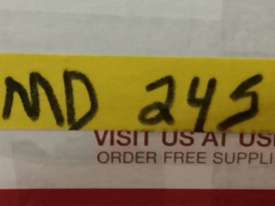 MD 245
VISIT US AT US
ORDER FREE SUPPLI